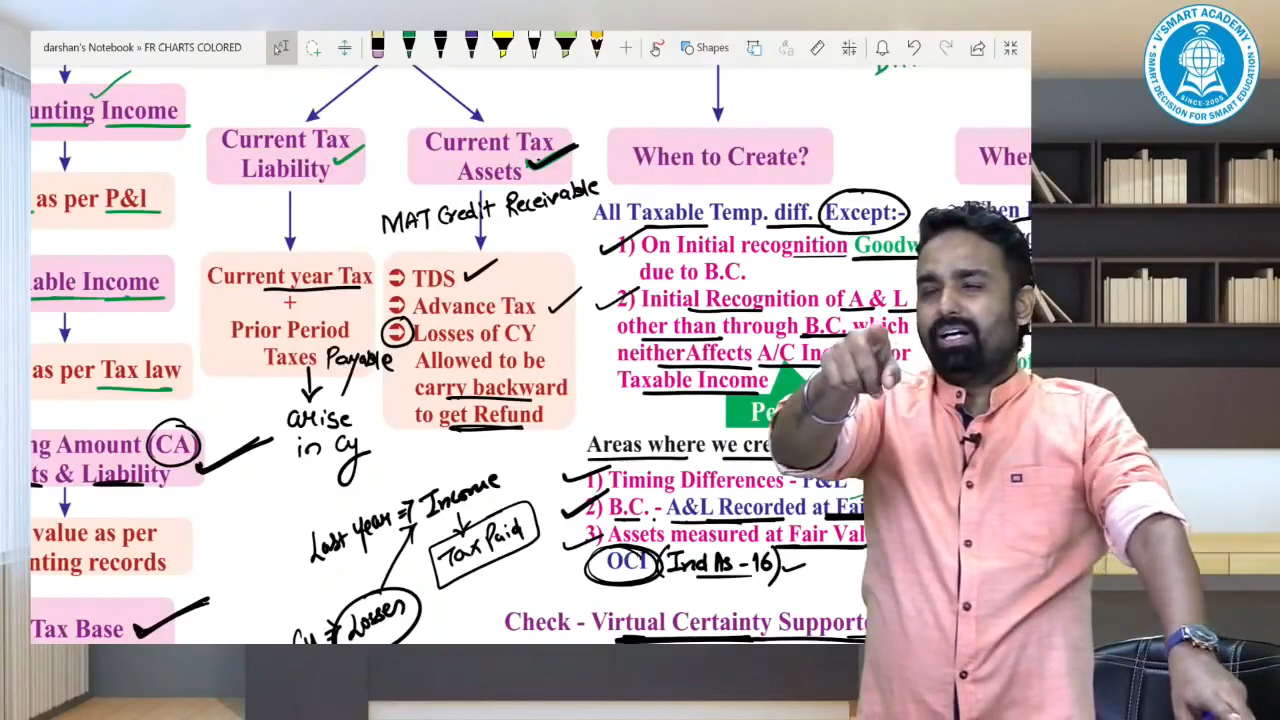 darshan's Notebook » FR CHARTS COLORED
Shapes
V'SMART ACADEMY
SINCE-2005
SMART DECISION FOR SMART EDUCATION
unting Income
as per P&L
able Income
as per Tax law
ng Amount (CA)
ts & Liability
value as per
nting records
Tax Base
Current Tax
Liability
Current year Tax
+
Prior Period
Taxes Payable
arise
in Cy
Current Tax
Assets
MAT Credit Receivable
TDS
Advance Tax
Losses of CY
Allowed to be
carry backward
to get Refund
Last year => Income
Tax Paid
Cy => Losses
When to Create?
All Taxable Temp. diff. Except:-
1) On Initial recognition Goodw
due to B.C.
2) Initial Recognition of A & L
other than through B.C. which
neither Affects A/C In or
Taxable Income
Pe
Areas where we cre
1) Timing Differences - P&L
2) B.C. - A&L Recorded at Fai
3) Assets measured at Fair Val
OCI (Ind As-16)
Check - Virtual Certainty Supporte
When